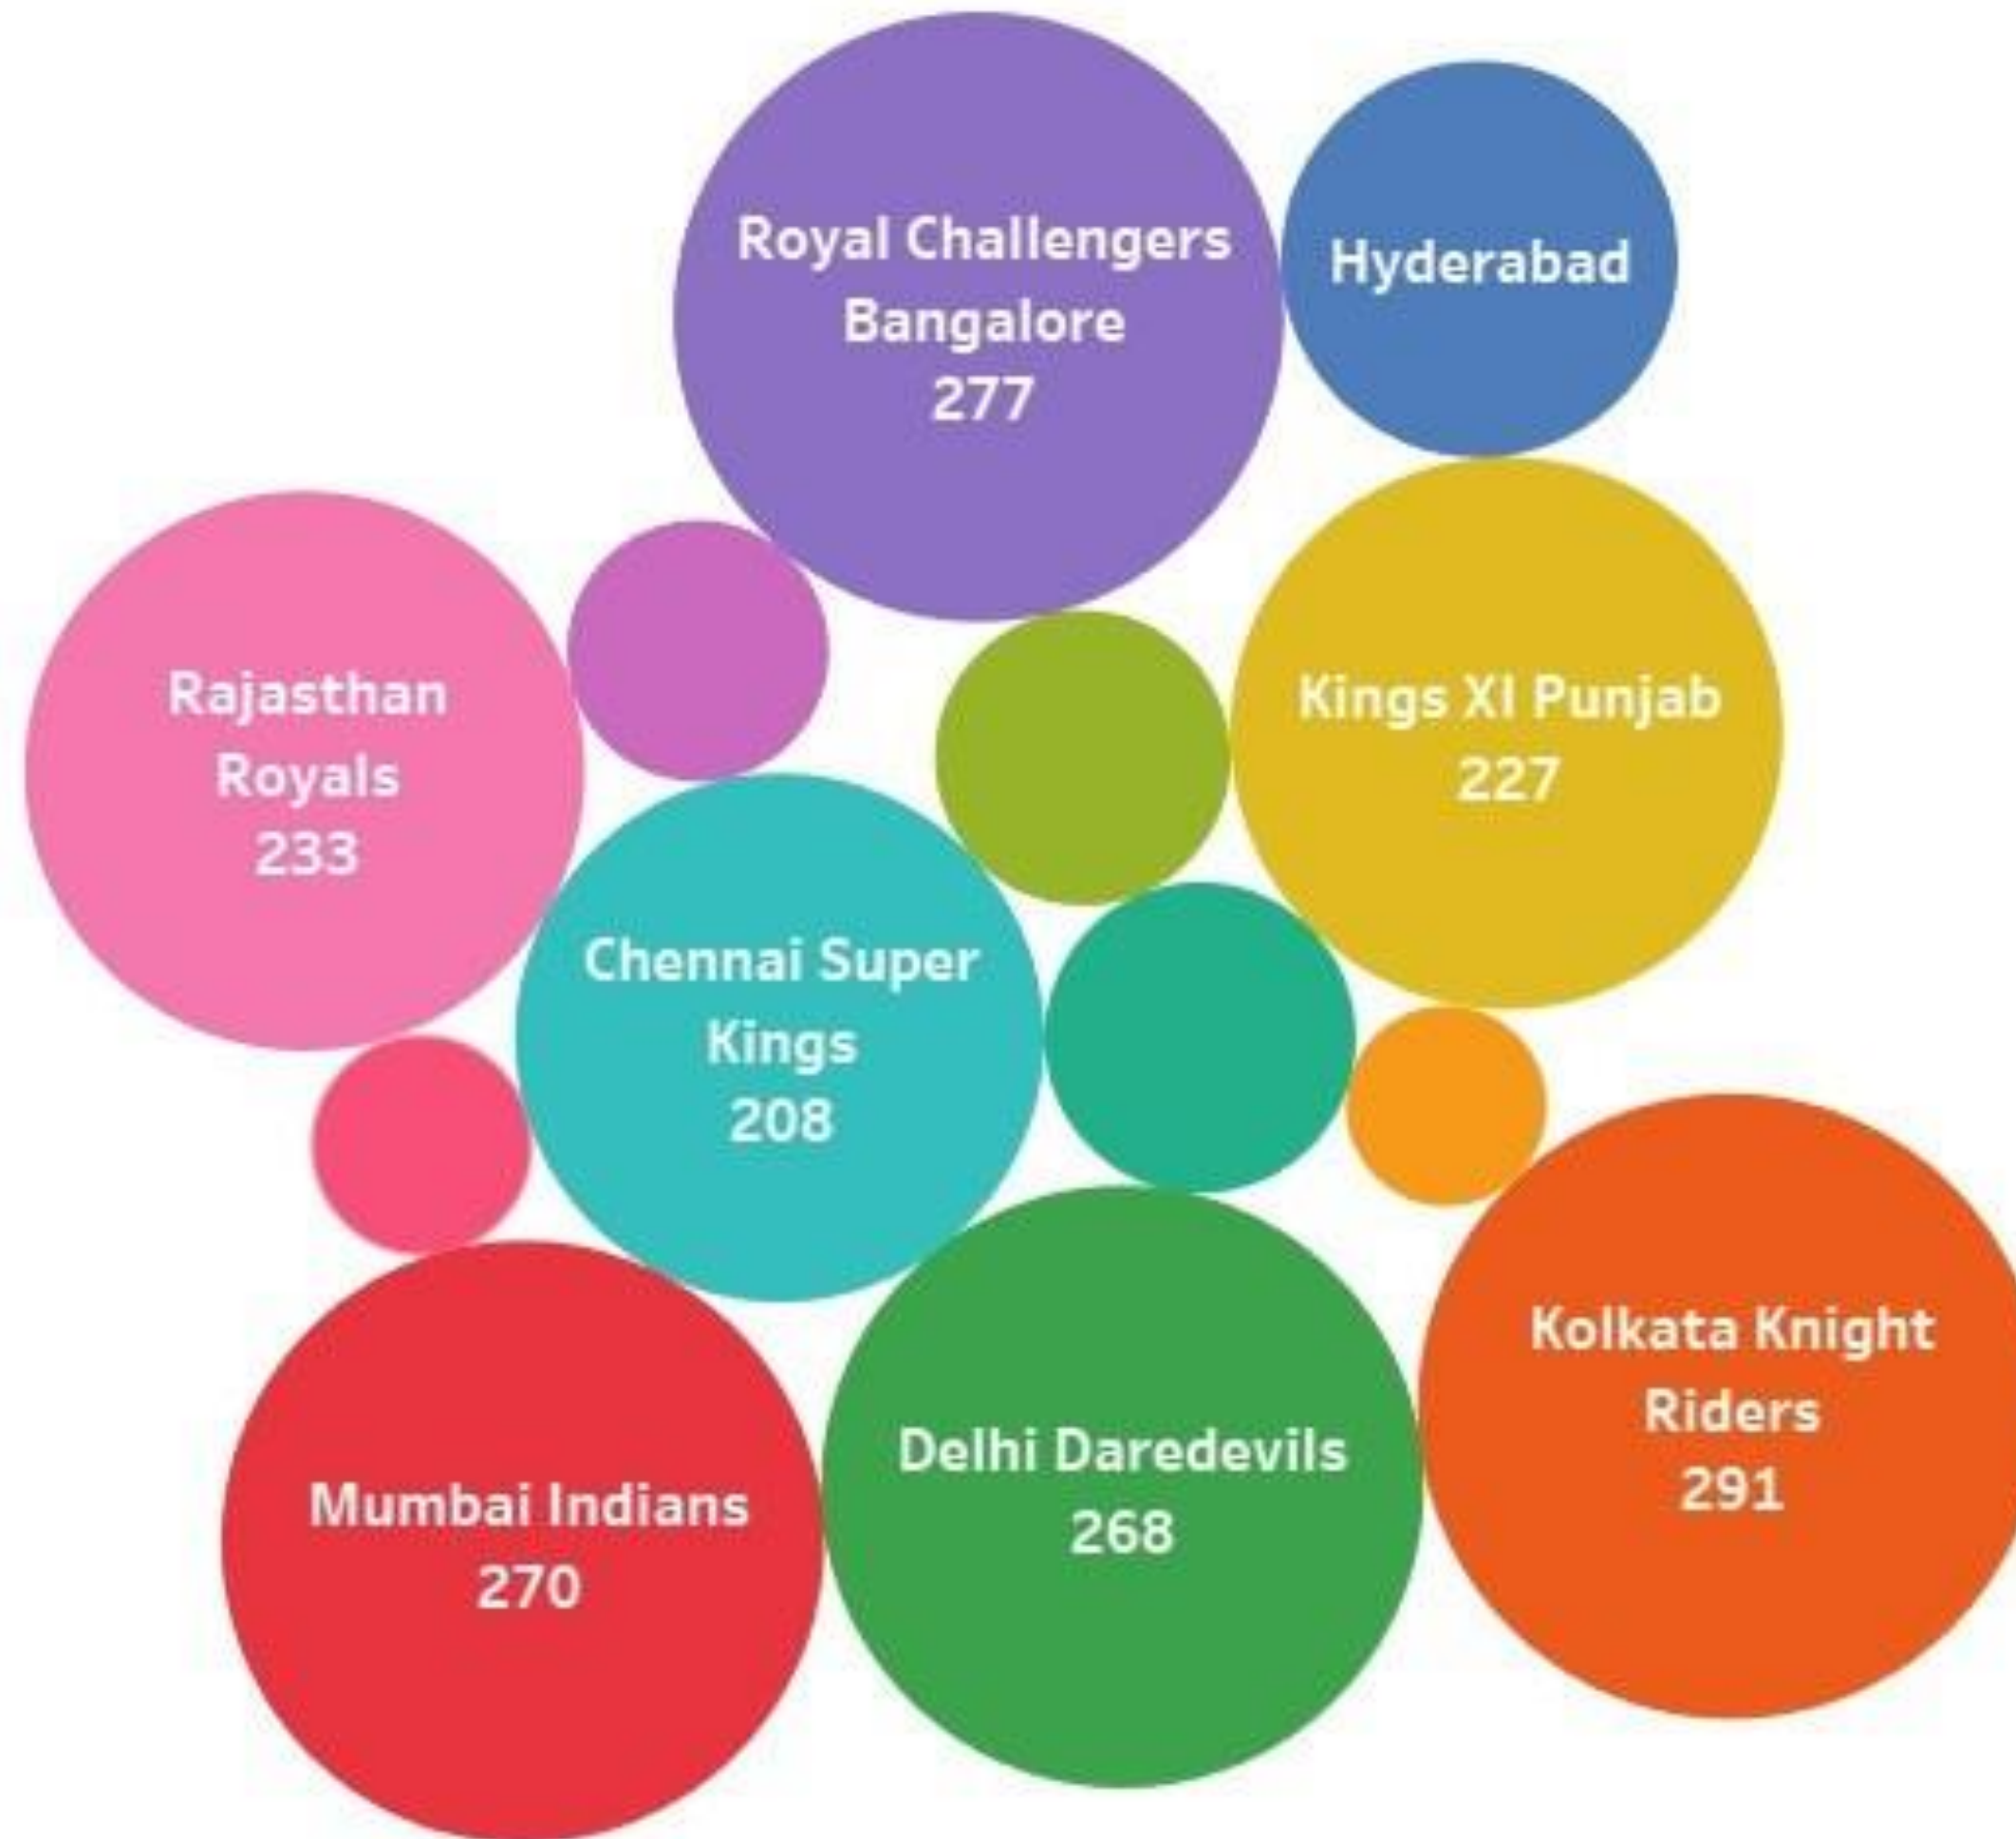 Royal Challengers
Bangalore
277
Hyderabad
Rajasthan
Royals
233
Kings XI Punjab
227
Chennai Super
Kings
208
Kolkata Knight
Riders
291
Delhi Daredevils
268
Mumbai Indians
270